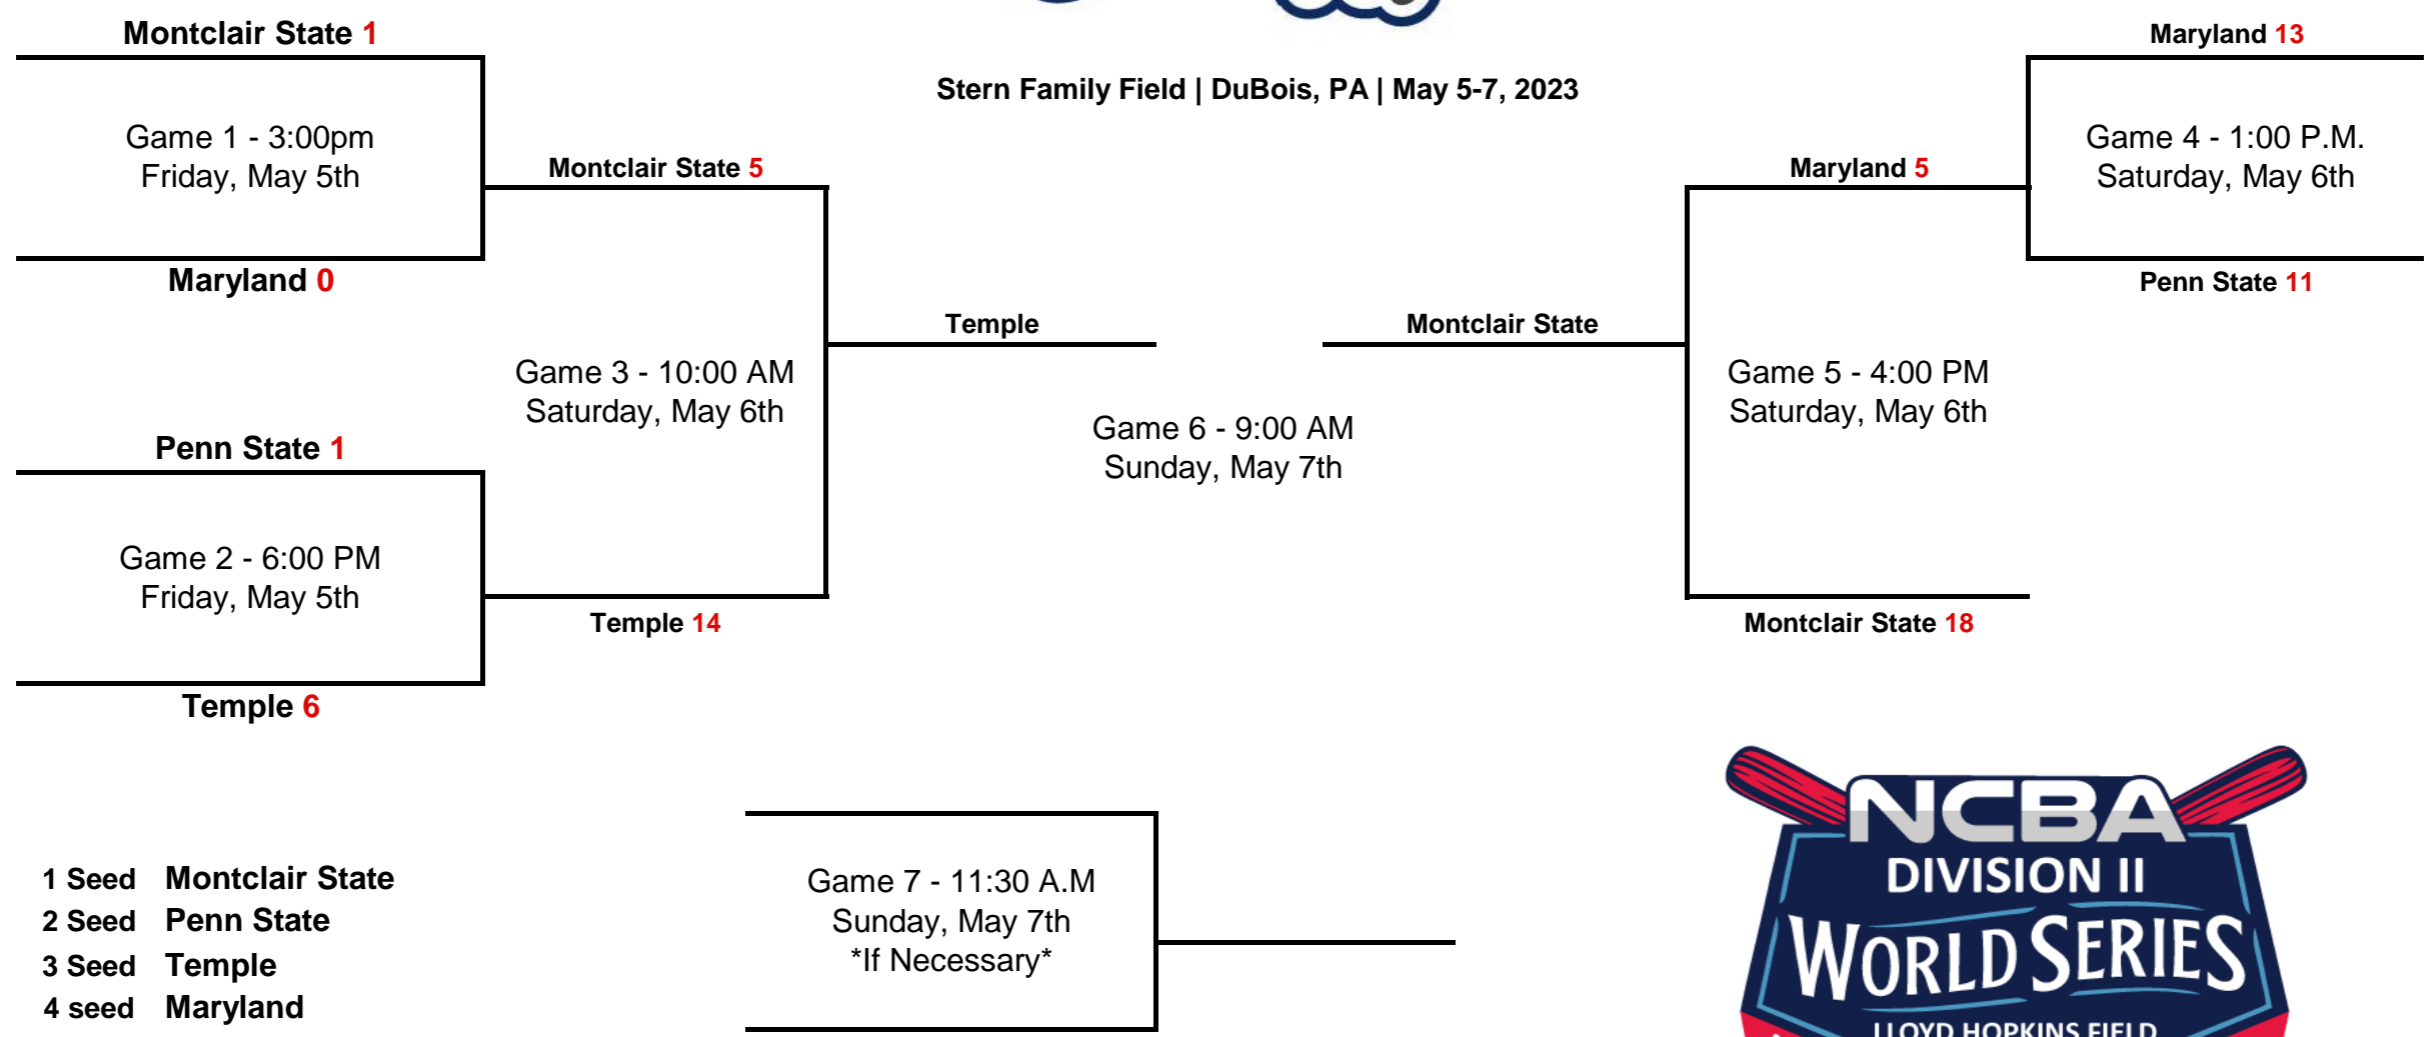 Montclair State 1
Maryland 13
Stern Family Field | DuBois, PA | May 5-7, 2023
Game 1 - 3:00pm
Friday, May 5th
Game 4 - 1:00 P.M.
Saturday, May 6th
Montclair State 5
Maryland 5
Maryland 0
Penn State 11
Temple
Montclair State
Game 3 - 10:00 AM
Saturday, May 6th
Game 5 - 4:00 PM
Saturday, May 6th
Game 6 - 9:00 AM
Sunday, May 7th
Penn State 1
Game 2 - 6:00 PM
Friday, May 5th
Temple 14
Montclair State 18
Temple 6
1 Seed Montclair State
2 Seed Penn State
3 Seed Temple
4 seed Maryland
Game 7 - 11:30 A.M
Sunday, May 7th
*If Necessary*
NCBA
DIVISION II
WORLD SERIES
LLOYD HOPKINS FIELD